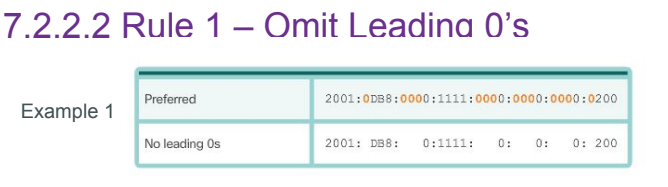 7.2.2.2 Rule 1 – Omit Leading 0's
Example 1
Preferred 2001:0DB8:0000:1111:0000:0000:0000:0200
No leading 0s 2001: DB8: 0:1111: 0: 0: 0: 200